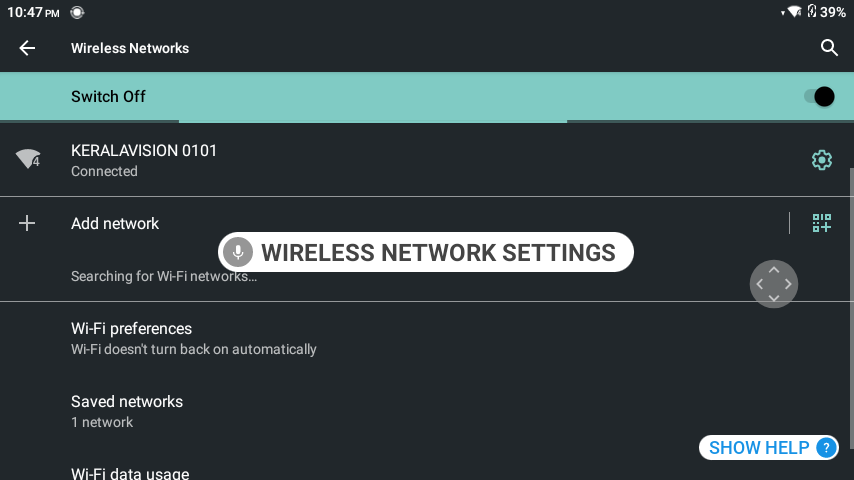 10:47 PM
4
39%
Wireless Networks
Switch Off
4
KERALAVISION 0101
Connected
Add network
WIRELESS NETWORK SETTINGS
Searching for Wi-Fi networks…
Wi-Fi preferences
Wi-Fi doesn't turn back on automatically
Saved networks
1 network
SHOW HELP ?
Wi-Fi data usage